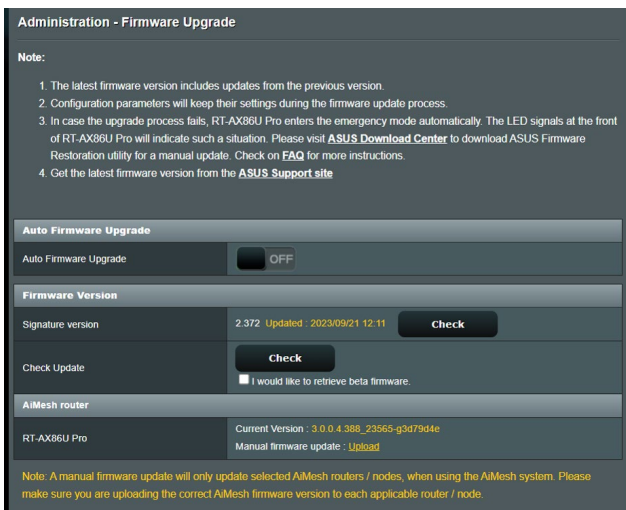 Administration - Firmware Upgrade
Note:
1. The latest firmware version includes updates from the previous version.
2. Configuration parameters will keep their settings during the firmware update process.
3. In case the upgrade process fails, RT-AX86U Pro enters the emergency mode automatically. The LED signals at the front
of RT-AX86U Pro will indicate such a situation. Please visit ASUS Download Center to download ASUS Firmware
Restoration utility for a manual update. Check on FAQ for more instructions.
4. Get the latest firmware version from the ASUS Support site
Auto Firmware Upgrade
Auto Firmware Upgrade OFF
Firmware Version
Signature version 2.372 Updated : 2023/09/21 12:11 Check
Check Update Check
I would like to retrieve beta firmware.
AiMesh router
RT-AX86U Pro Current Version : 3.0.0.4.388_23565-g3d79d4e
Manual firmware update : Upload
Note: A manual firmware update will only update selected AiMesh routers / nodes, when using the AiMesh system. Please
make sure you are uploading the correct AiMesh firmware version to each applicable router / node.